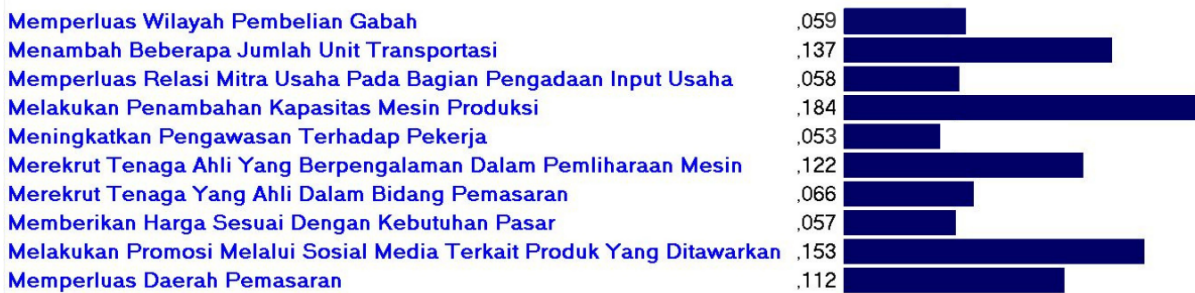 Memperluas Wilayah Pembelian Gabah ,059
Menambah Beberapa Jumlah Unit Transportasi ,137
Memperluas Relasi Mitra Usaha Pada Bagian Pengadaan Input Usaha ,058
Melakukan Penambahan Kapasitas Mesin Produksi ,184
Meningkatkan Pengawasan Terhadap Pekerja ,053
Merekrut Tenaga Ahli Yang Berpengalaman Dalam Pemliharaan Mesin ,122
Merekrut Tenaga Yang Ahli Dalam Bidang Pemasaran ,066
Memberikan Harga Sesuai Dengan Kebutuhan Pasar ,057
Melakukan Promosi Melalui Sosial Media Terkait Produk Yang Ditawarkan ,153
Memperluas Daerah Pemasaran ,112